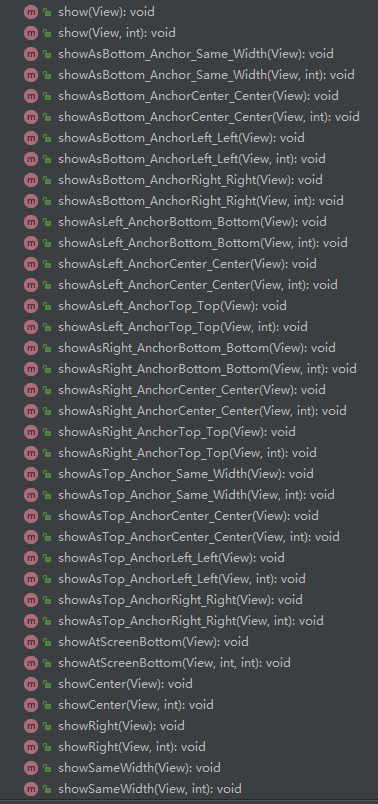 show(View): void
show(View, int): void
showAsBottom_Anchor_Same_Width(View): void
showAsBottom_Anchor_Same_Width(View, int): void
showAsBottom_AnchorCenter_Center(View): void
showAsBottom_AnchorCenter_Center(View, int): void
showAsBottom_AnchorLeft_Left(View): void
showAsBottom_AnchorLeft_Left(View, int): void
showAsBottom_AnchorRight_Right(View): void
showAsBottom_AnchorRight_Right(View, int): void
showAsLeft_AnchorBottom_Bottom(View): void
showAsLeft_AnchorBottom_Bottom(View, int): void
showAsLeft_AnchorCenter_Center(View): void
showAsLeft_AnchorCenter_Center(View, int): void
showAsLeft_AnchorTop_Top(View): void
showAsLeft_AnchorTop_Top(View, int): void
showAsRight_AnchorBottom_Bottom(View): void
showAsRight_AnchorBottom_Bottom(View, int): void
showAsRight_AnchorCenter_Center(View): void
showAsRight_AnchorCenter_Center(View, int): void
showAsRight_AnchorTop_Top(View): void
showAsRight_AnchorTop_Top(View, int): void
showAsTop_Anchor_Same_Width(View): void
showAsTop_Anchor_Same_Width(View, int): void
showAsTop_AnchorCenter_Center(View): void
showAsTop_AnchorCenter_Center(View, int): void
showAsTop_AnchorLeft_Left(View): void
showAsTop_AnchorLeft_Left(View, int): void
showAsTop_AnchorRight_Right(View): void
showAsTop_AnchorRight_Right(View, int): void
showAtScreenBottom(View): void
showAtScreenBottom(View, int, int): void
showCenter(View): void
showCenter(View, int): void
showRight(View): void
showRight(View, int): void
showSameWidth(View): void
showSameWidth(View, int): void